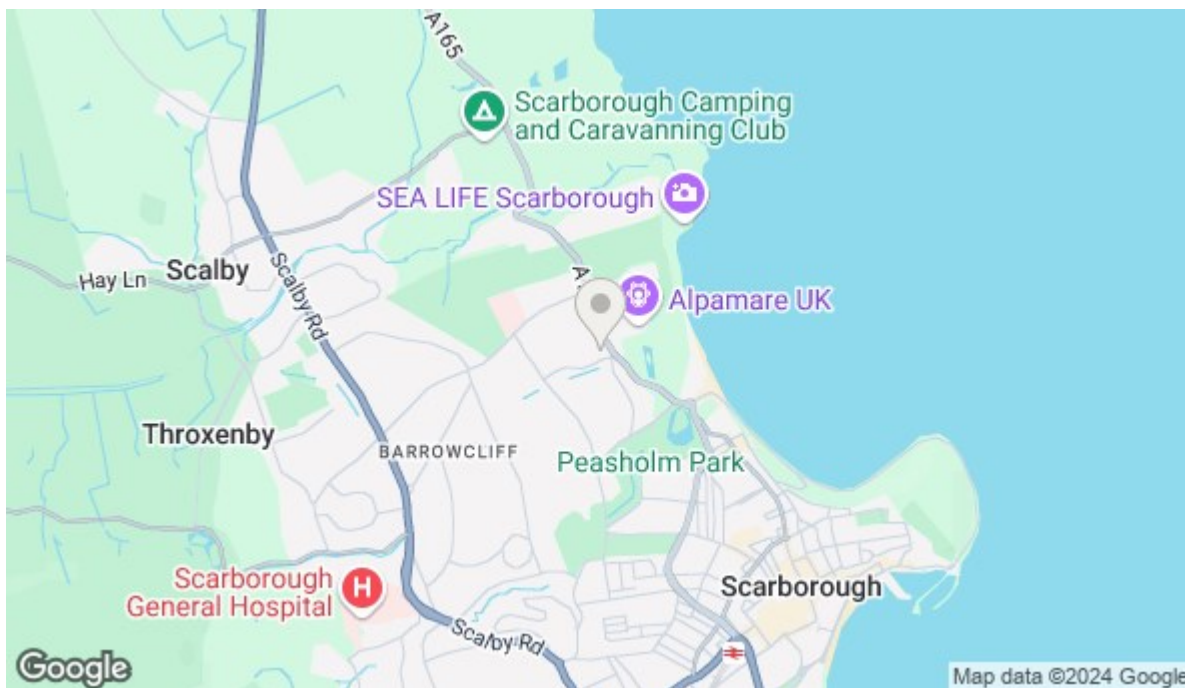 A165
Scarborough Camping
and Caravanning Club
SEA LIFE Scarborough
Hay Ln
Scalby
Scalby Rd
A
Alpamare UK
Throxenby
BARROWCLIFF
Peasholm Park
Scarborough
General Hospital
Scarborough
Scalby Rd
Google
Map data ©2024 Google